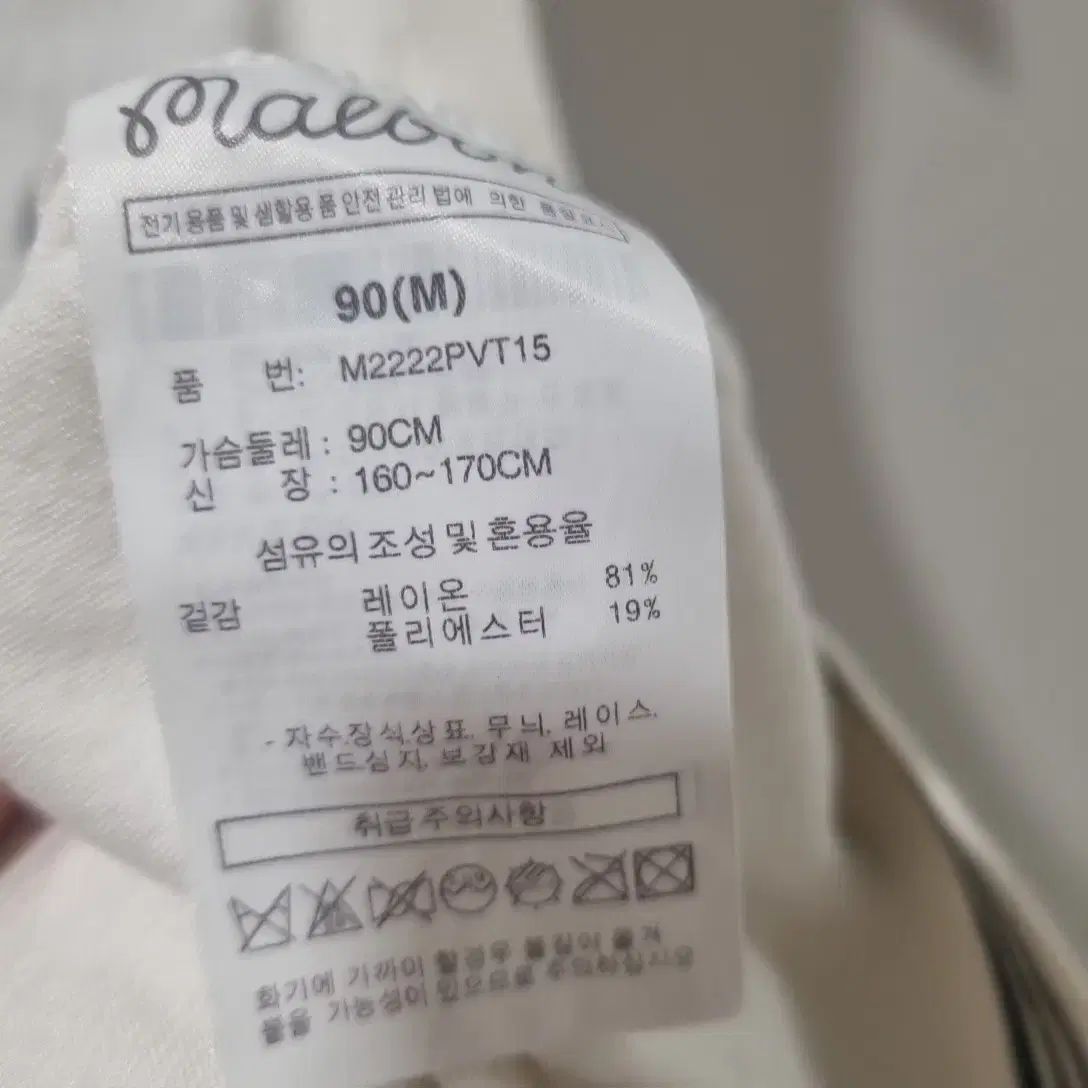 전기용품및생활용품안전관리법에 의한 품질표시
90(M)
품 번: M2222PVT15
가슴둘레 : 90CM
신 장 : 160~170CM
섬유의 조성 및 혼용율
겉감 레이온 81%
폴리에스터 19%
- 자수.장식.상표. 무늬. 레이스.
밴드.심지. 보강재 제외
취급주의사항
화기에 가까이 할경우 불길이 옮겨
붙을 가능성이 있으므로 주의하십시오